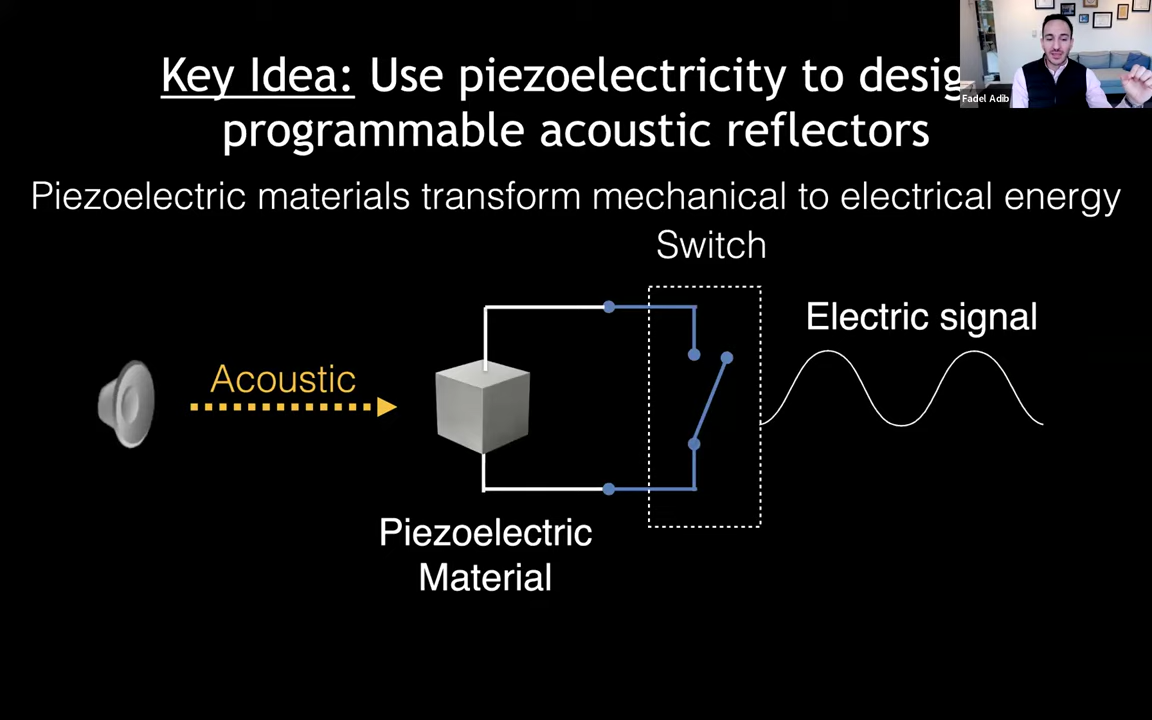 Key Idea: Use piezoelectricity to desig
programmable acoustic reflectors
Fadel Adib
Piezoelectric materials transform mechanical to electrical energy
Switch
Electric signal
Acoustic
Piezoelectric
Material